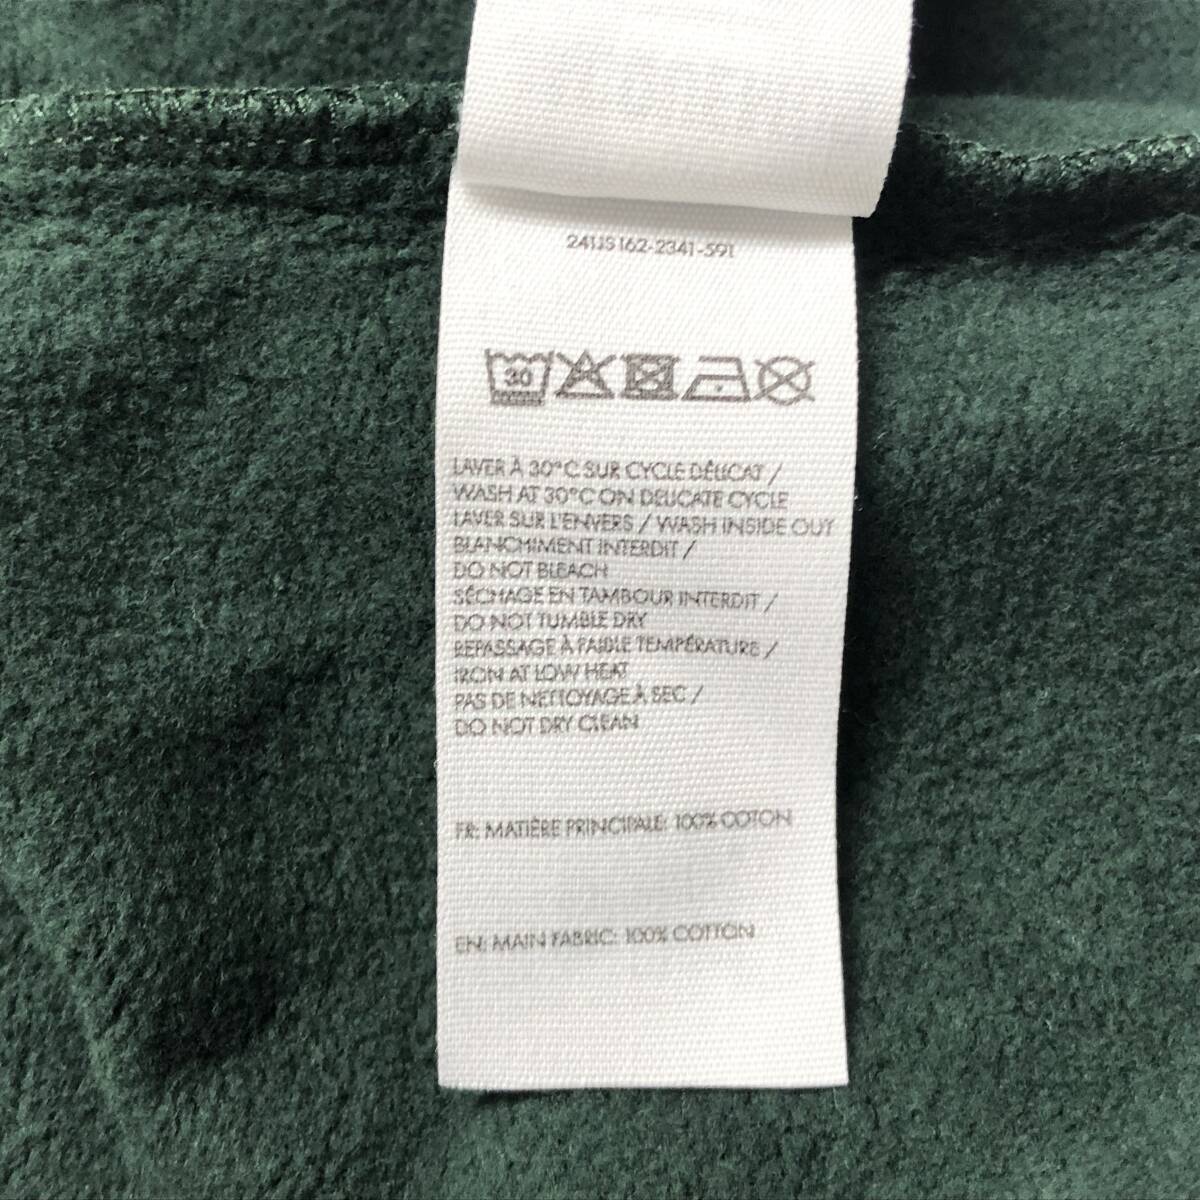 241JS162-2341-591
30
LAVER À 30°C SUR CYCLE DÉLICAT /
WASH AT 30°C ON DELICATE CYCLE
LAVER SUR L'ENVERS / WASH INSIDE OUT
BLANCHIMENT INTERDIT /
DO NOT BLEACH
SÉCHAGE EN TAMBOUR INTERDIT /
DO NOT TUMBLE DRY
REPASSAGE À FAIBLE TEMPÉRATURE /
IRON AT LOW HEAT
PAS DE NETTOYAGE À SEC /
DO NOT DRY CLEAN
FR: MATIÈRE PRINCIPALE: 100% COTON
EN: MAIN FABRIC: 100% COTTON